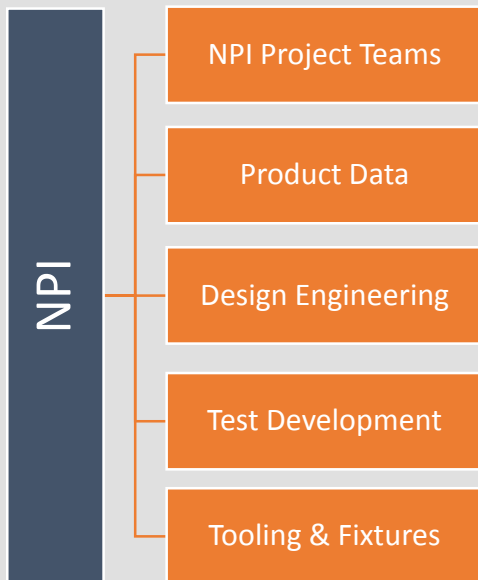 NPI
NPI Project Teams
Product Data
Design Engineering
Test Development
Tooling & Fixtures